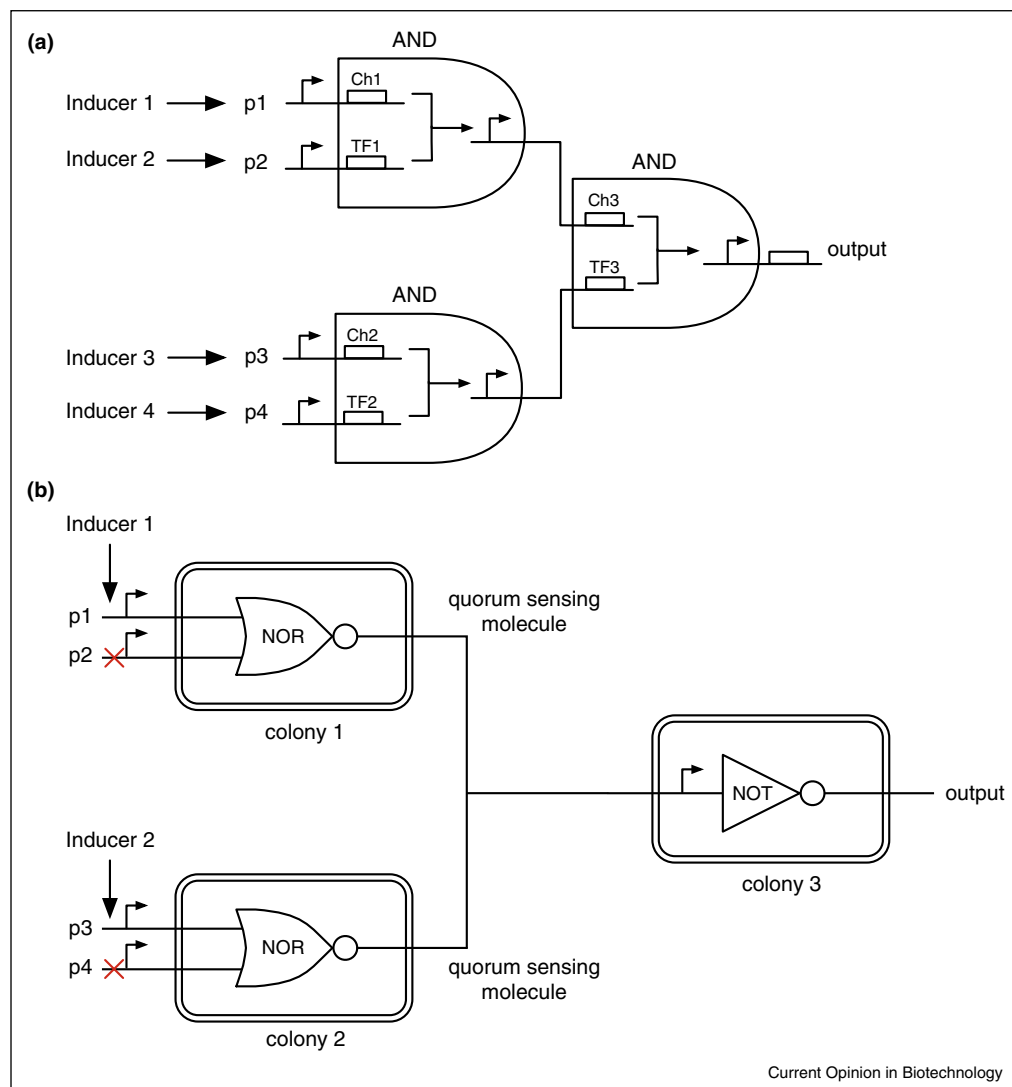 (a)
AND
Inducer 1
p1
Ch1
Inducer 2
p2
TF1
AND
Ch3
TF3
output
AND
Inducer 3
p3
Ch2
Inducer 4
p4
TF2
(b)
Inducer 1
p1
p2
NOR
quorum sensing
molecule
colony 1
NOT
output
colony 3
Inducer 2
p3
p4
NOR
quorum sensing
molecule
colony 2
Current Opinion in Biotechnology